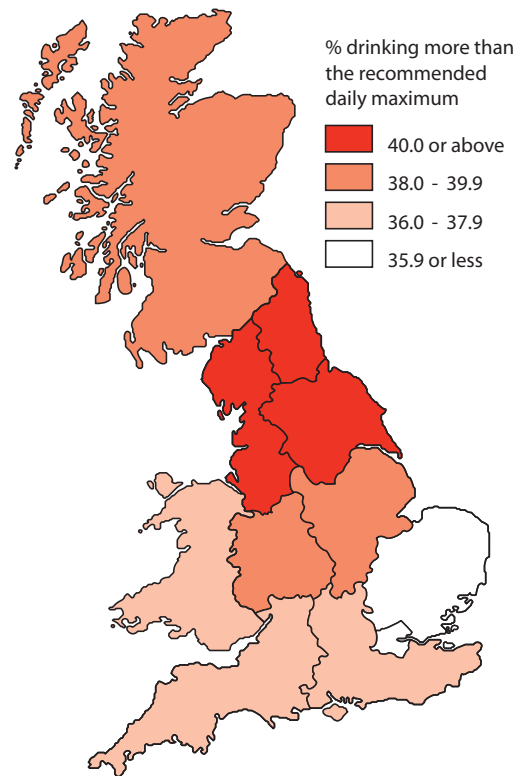 % drinking more than
the recommended
daily maximum
40.0 or above
38.0 - 39.9
36.0 - 37.9
35.9 or less